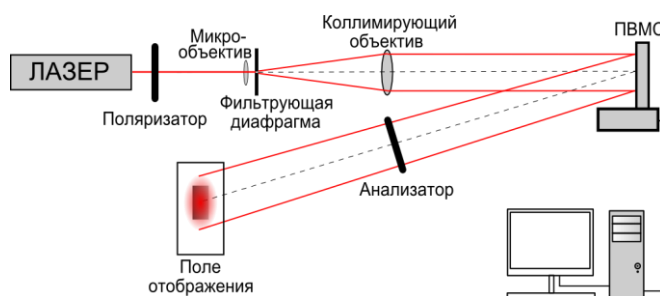 Микро-
объектив
Коллимирующий
объектив
ПВМС
ЛАЗЕР
Поляризатор
Фильтрующая
диафрагма
Анализатор
Поле
отображения